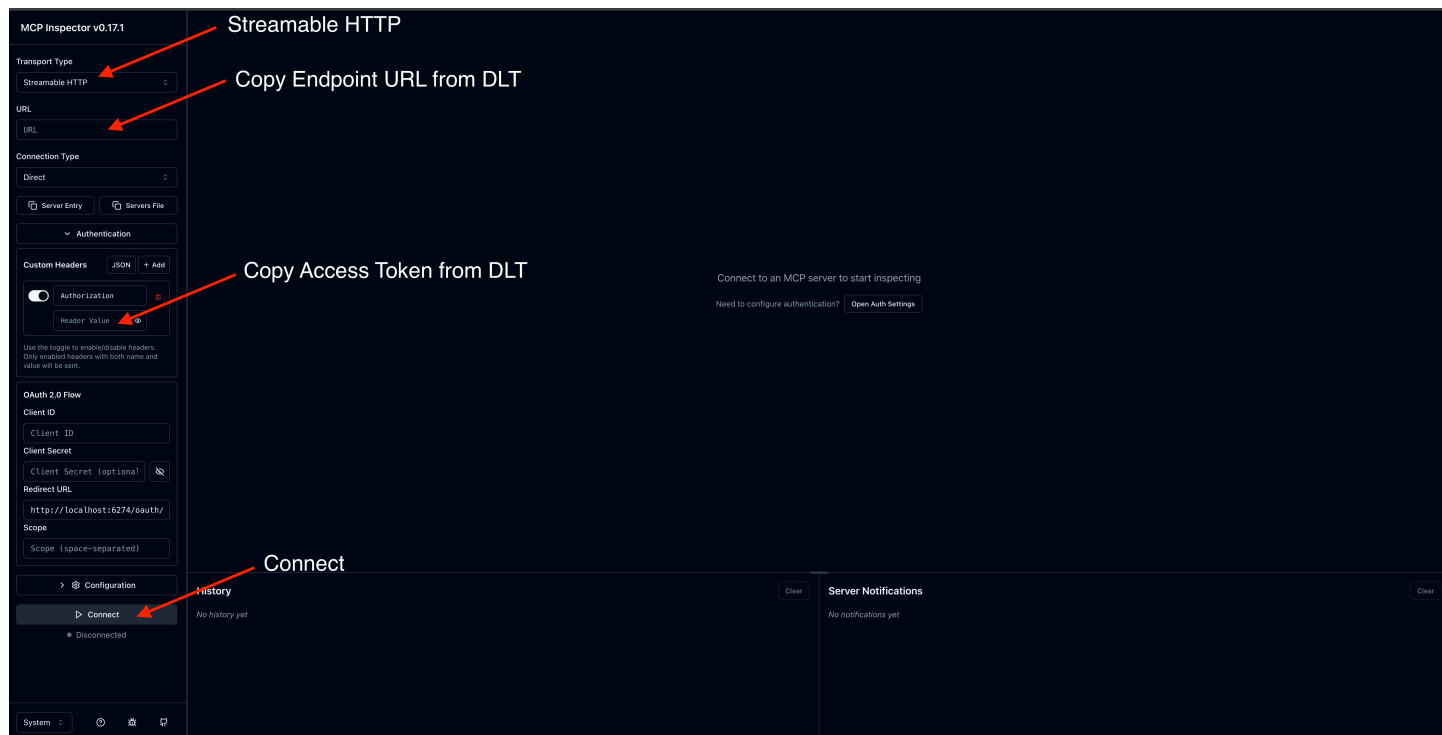 MCP Inspector v0.17.1
Streamable HTTP
Transport Type
Streamable HTTP
Copy Endpoint URL from DLT
URL
URL
Connection Type
Direct
Server Entry
Servers File
Authentication
Custom Headers
JSON
+ Add
Copy Access Token from DLT
Authorization
Header Value
Use the toggle to enable/disable headers.
Only enabled headers with both name and
value will be sent.
Connect to an MCP server to start inspecting
Need to configure authentication?
Open Auth Settings
OAuth 2.0 Flow
Client ID
Client ID
Client Secret
Client Secret (optional
Redirect URL
http://localhost:6274/oauth/
Scope
Scope (space-separated)
Connect
Configuration
Connect
Disconnected
History
Clear
No history yet
Server Notifications
Clear
No notifications yet
System